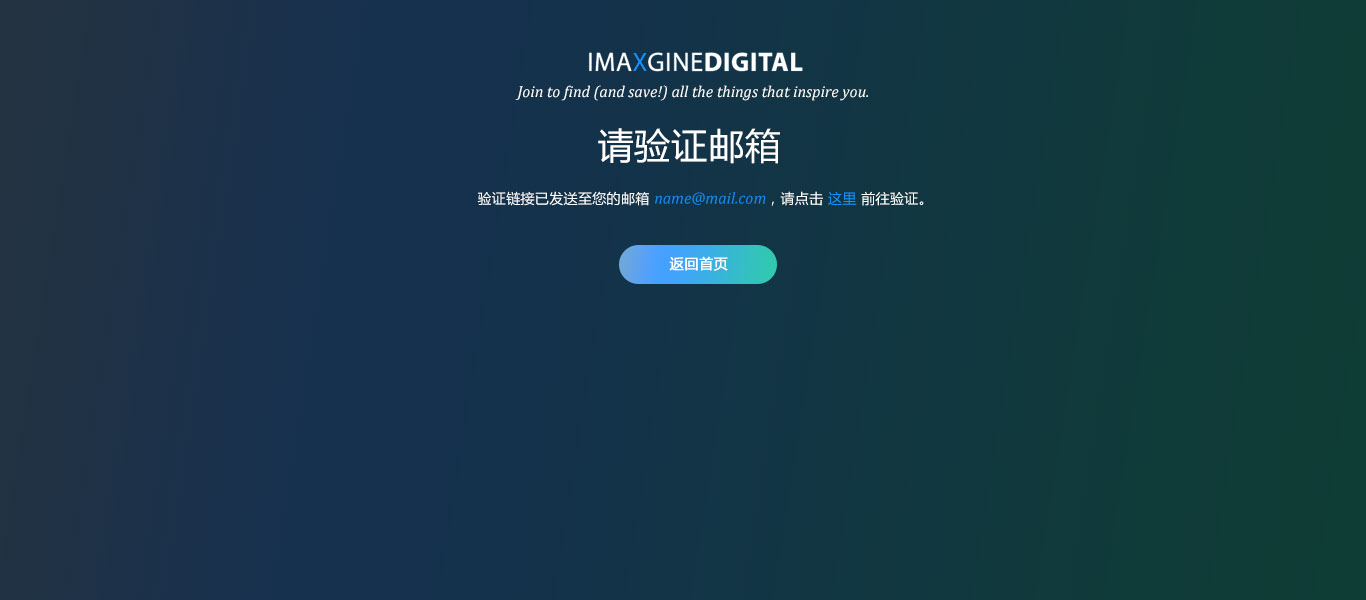 IMAXGINEDIGITAL
Join to find (and save!) all the things that inspire you.
请验证邮箱
验证链接已发送至您的邮箱 name@mail.com，请点击 这里 前往验证。
返回首页